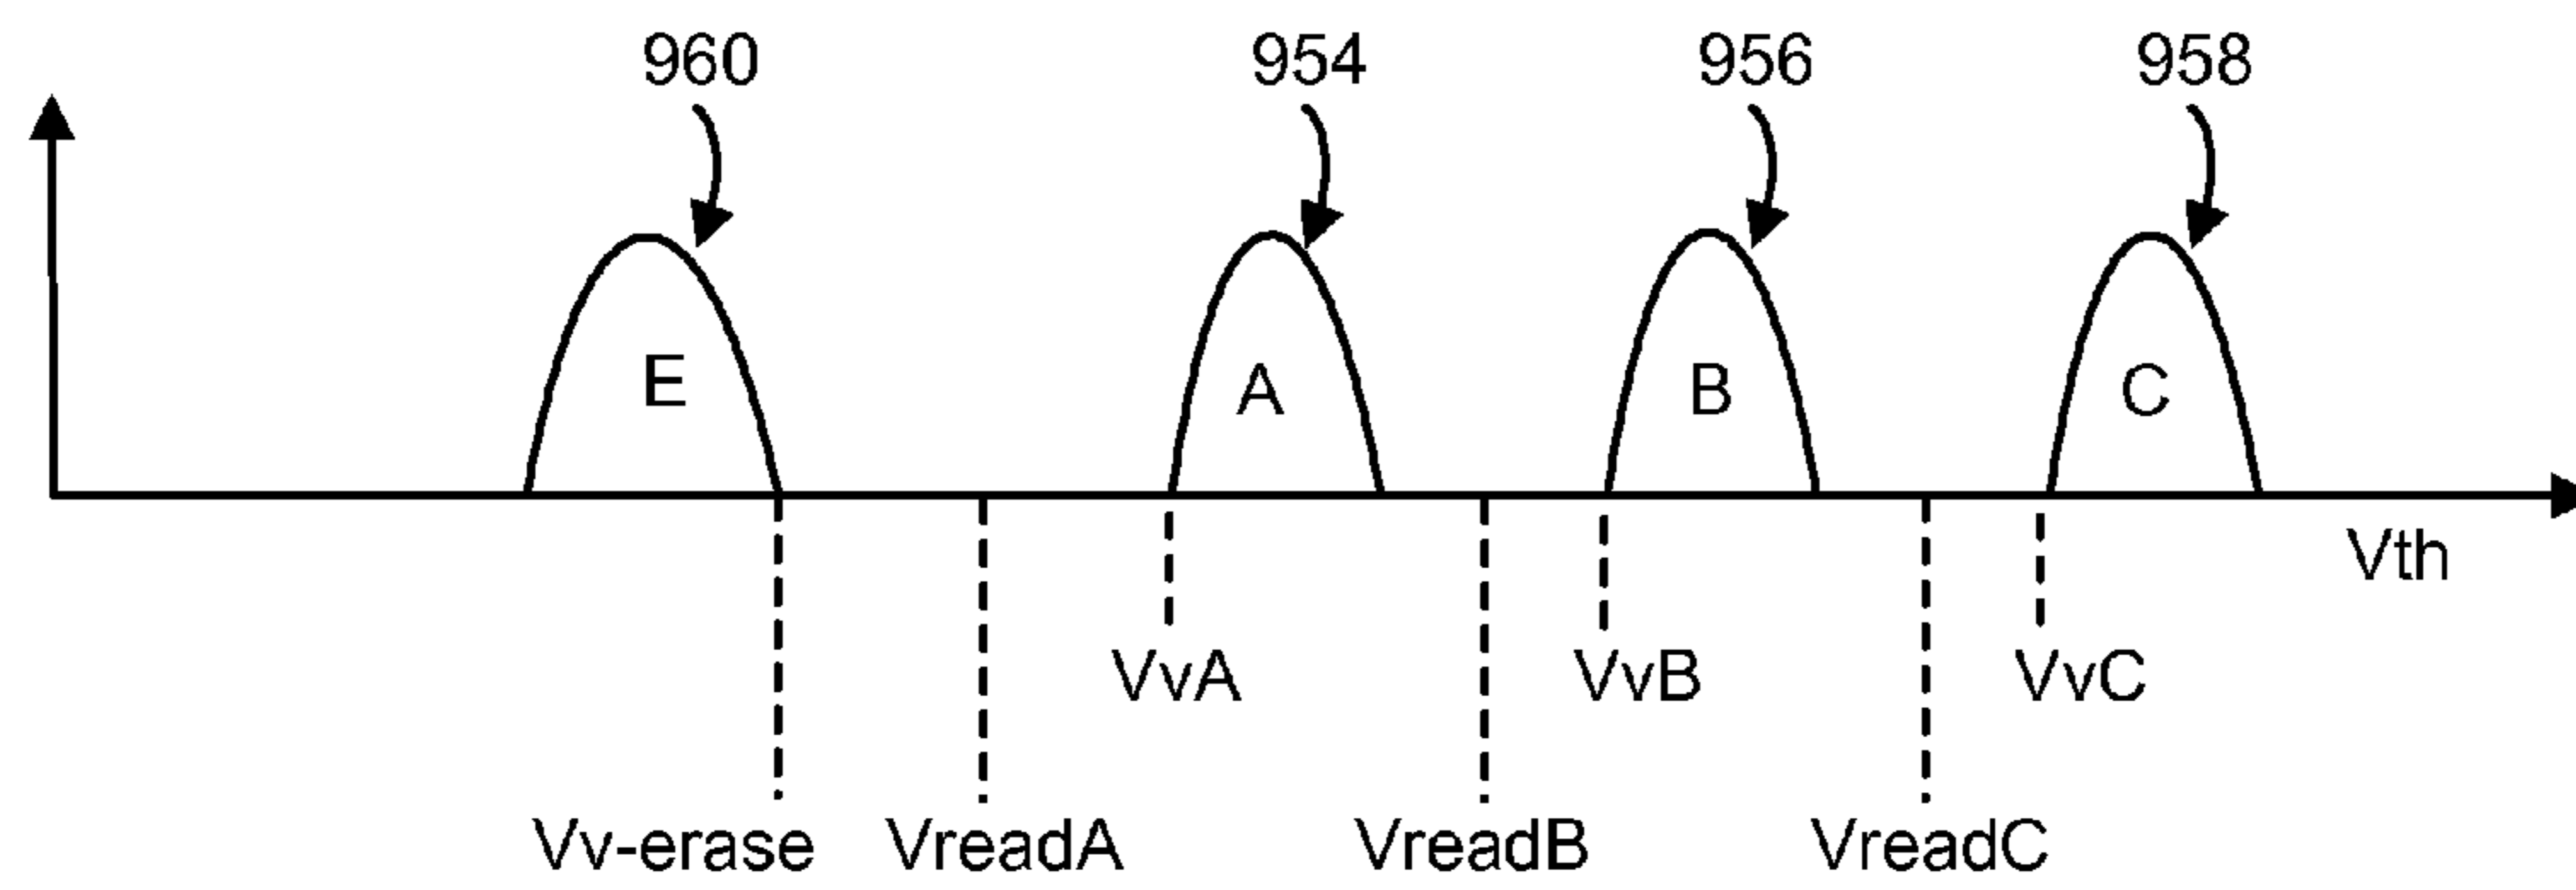 960 954 956 958
E A B C
Vth
VvA VvB VvC
Vv-erase VreadA VreadB VreadC